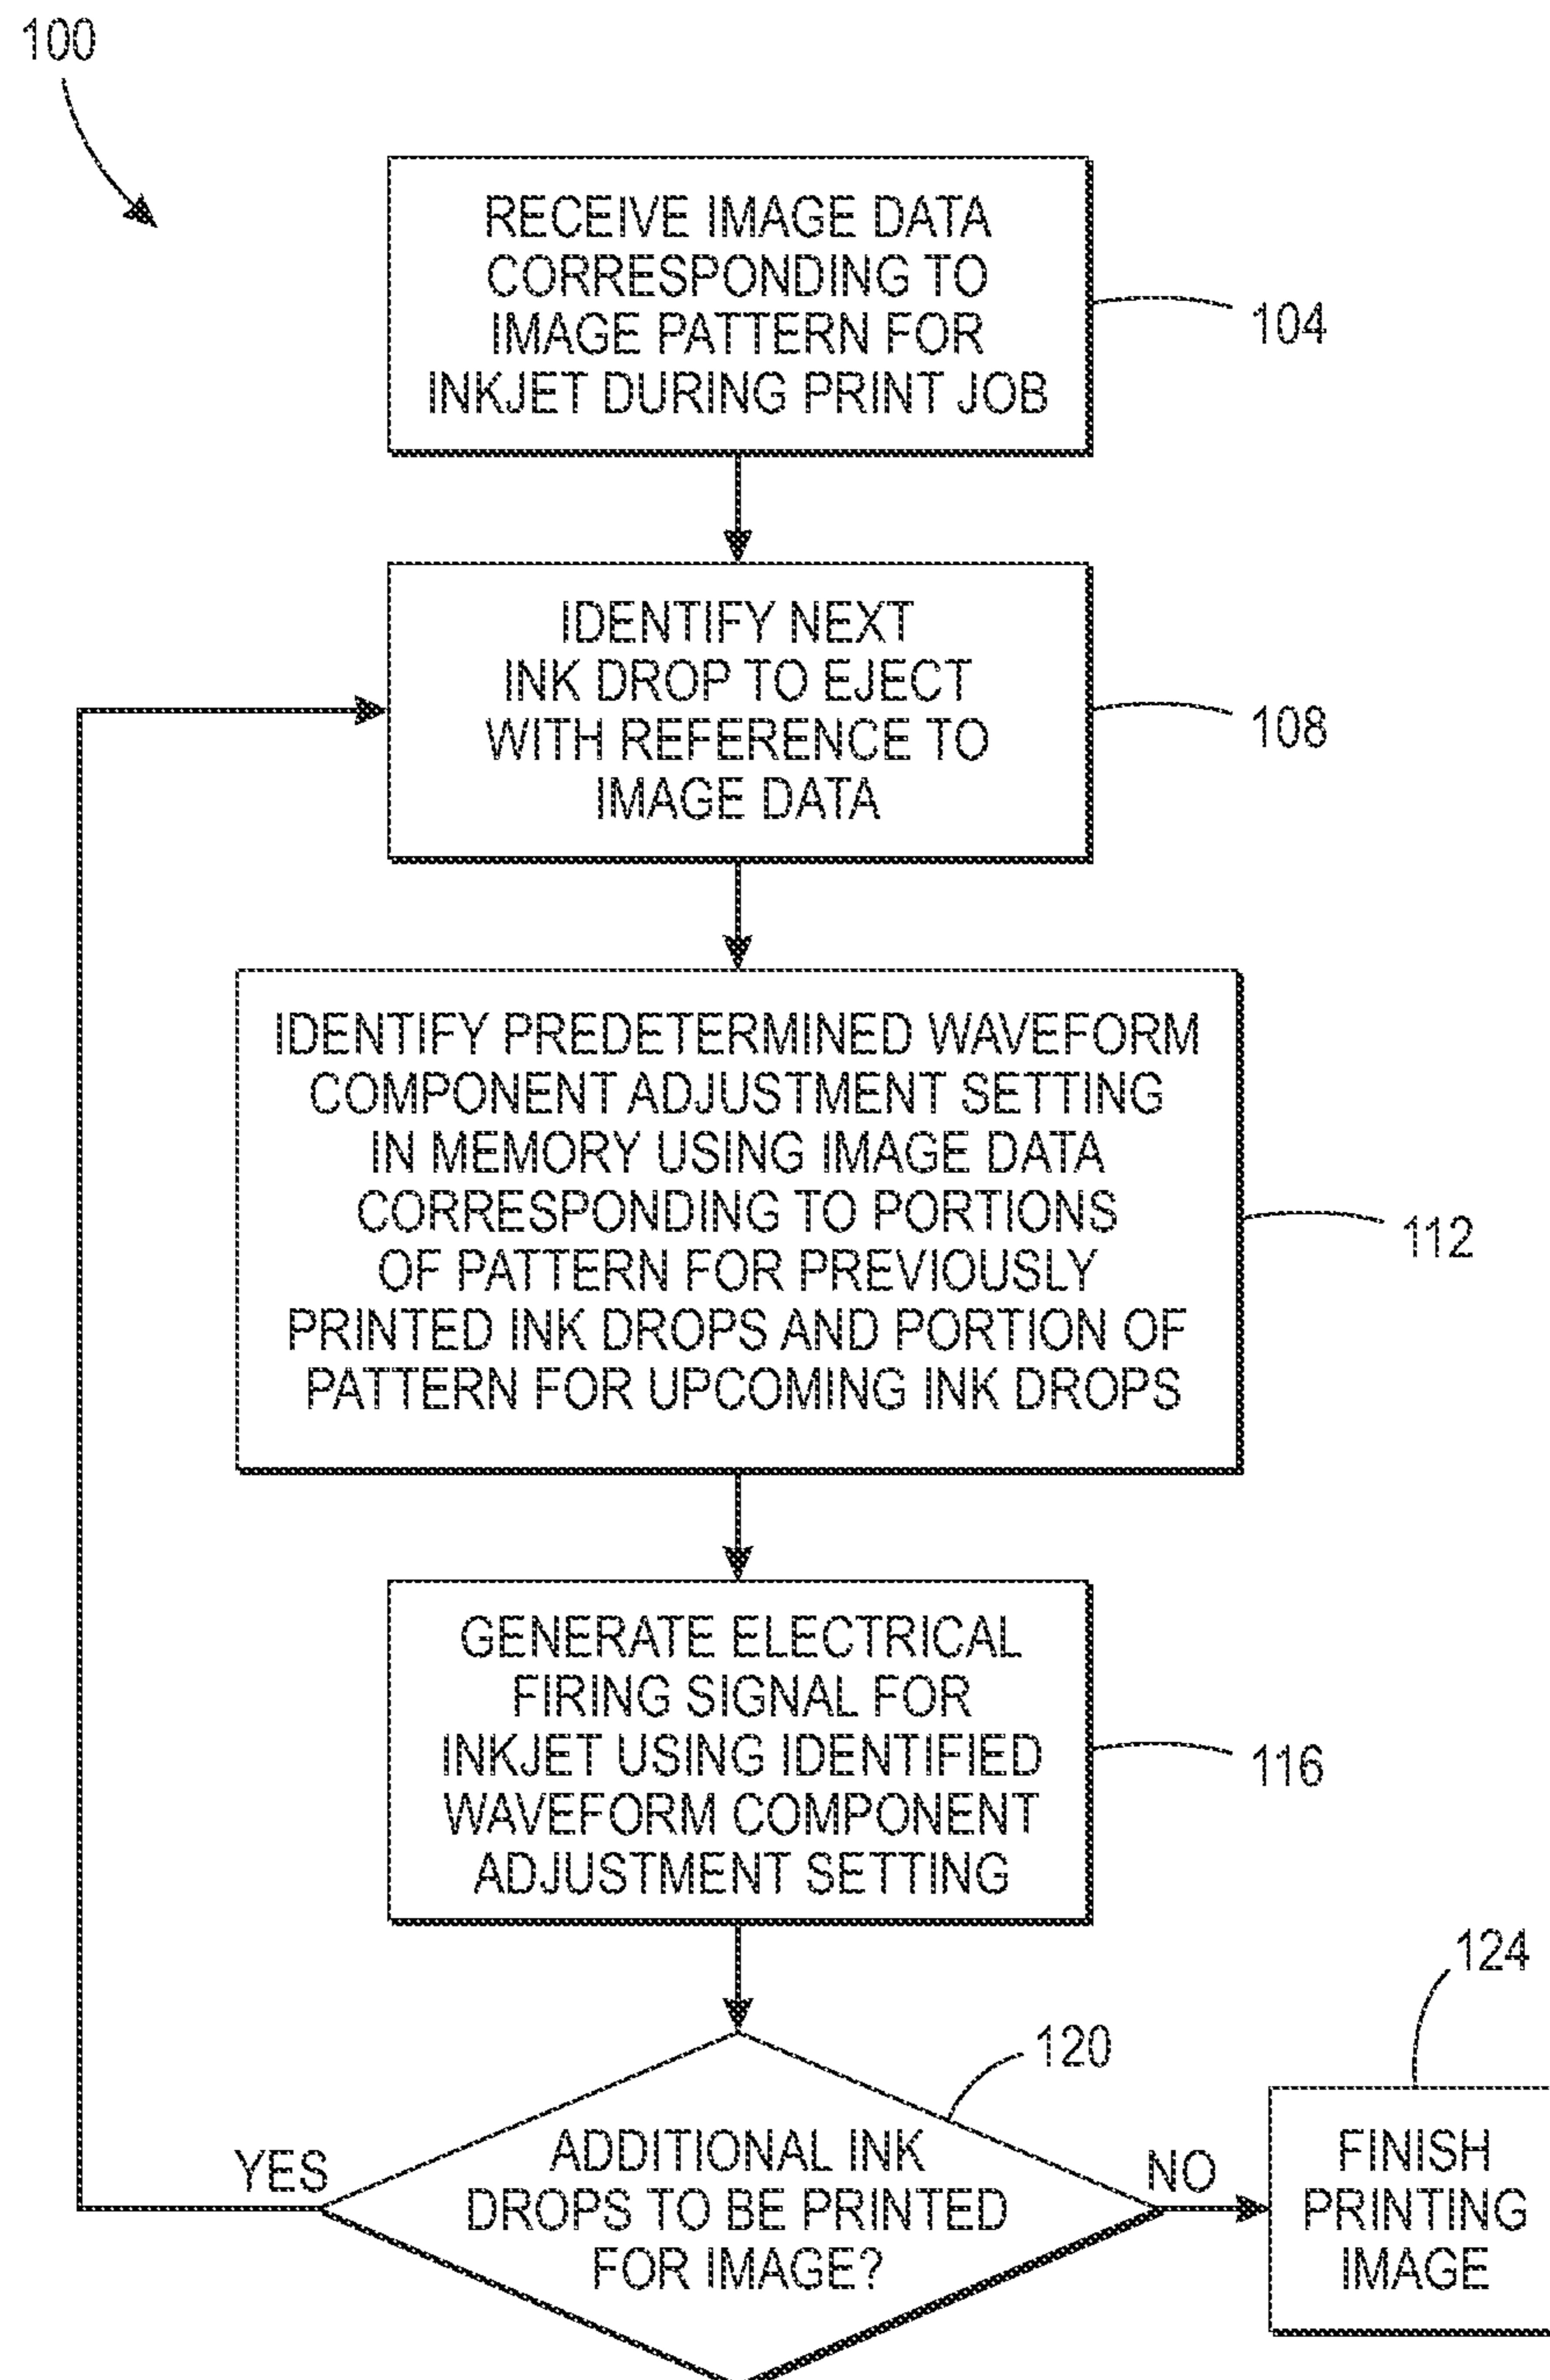 100
RECEIVE IMAGE DATA
CORRESPONDING TO
IMAGE PATTERN FOR
INKJET DURING PRINT JOB
104
IDENTIFY NEXT
INK DROP TO EJECT
WITH REFERENCE TO
IMAGE DATA
108
IDENTIFY PREDETERMINED WAVEFORM
COMPONENT ADJUSTMENT SETTING
IN MEMORY USING IMAGE DATA
CORRESPONDING TO PORTIONS
OF PATTERN FOR PREVIOUSLY
PRINTED INK DROPS AND PORTION OF
PATTERN FOR UPCOMING INK DROPS
112
GENERATE ELECTRICAL
FIRING SIGNAL FOR
INKJET USING IDENTIFIED
WAVEFORM COMPONENT
ADJUSTMENT SETTING
116
120
ADDITIONAL INK
DROPS TO BE PRINTED
FOR IMAGE?
YES
NO
124
FINISH
PRINTING
IMAGE